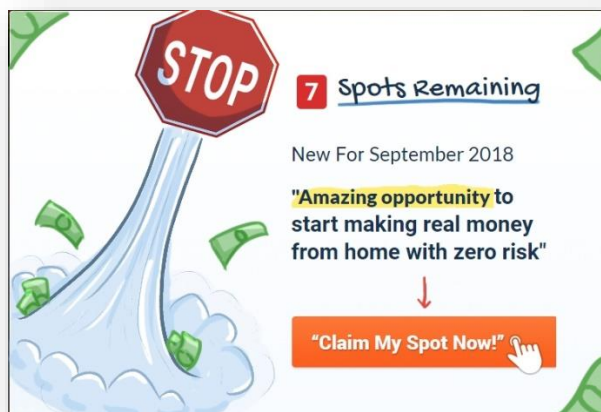 STOP
7 Spots Remaining
New For September 2018
"Amazing opportunity to
start making real money
from home with zero risk"
"Claim My Spot Now!"